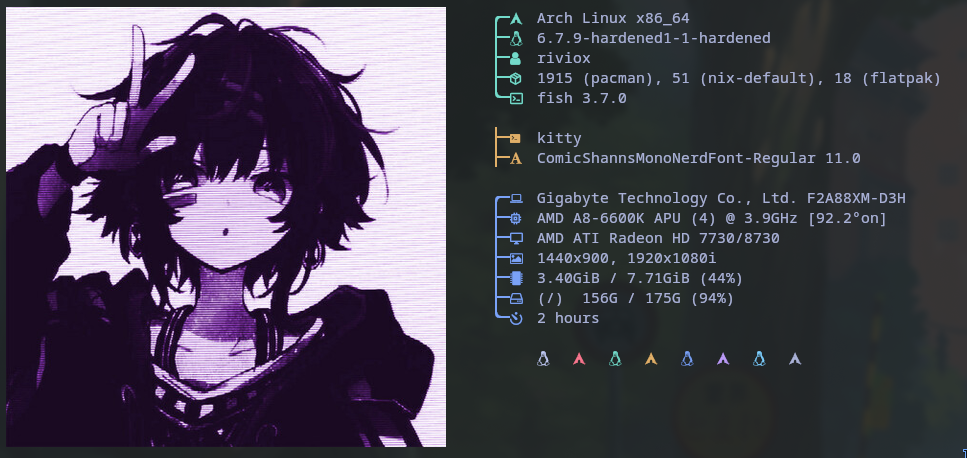 Arch Linux x86_64
6.7.9-hardened1-1-hardened
riviox
1915 (pacman), 51 (nix-default), 18 (flatpak)
fish 3.7.0
kitty
ComicShannsMonoNerdFont-Regular 11.0
Gigabyte Technology Co., Ltd. F2A88XM-D3H
AMD A8-6600K APU (4) @ 3.9GHz [92.2°on]
AMD ATI Radeon HD 7730/8730
1440x900, 1920x1080i
3.40GiB / 7.71GiB (44%)
(/)  156G / 175G (94%)
2 hours